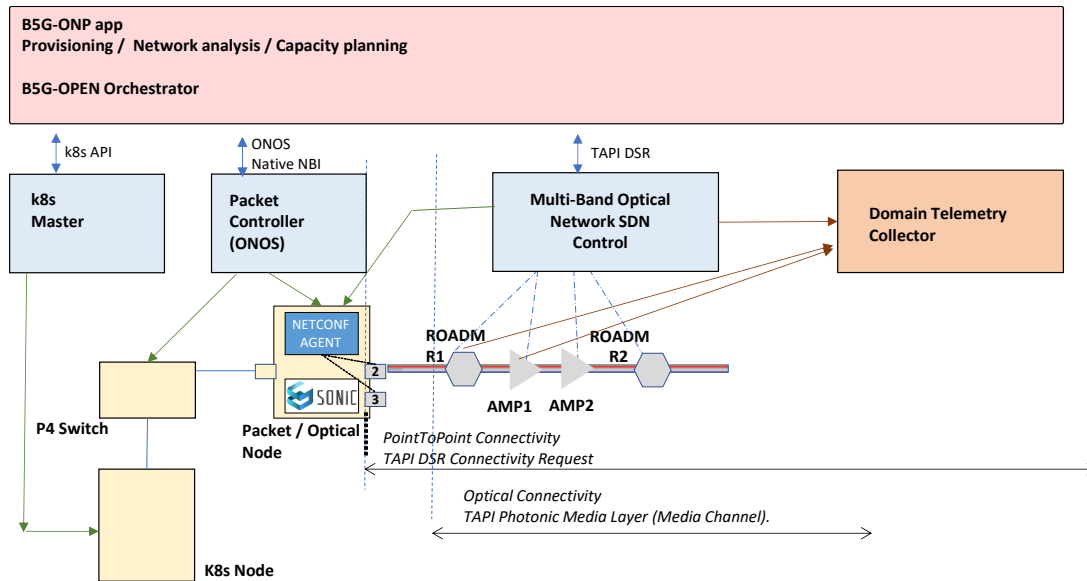 B5G-ONP app
Provisioning / Network analysis / Capacity planning
B5G-OPEN Orchestrator
k8s API
ONOS
Native NBI
TAPI DSR
k8s
Master
Packet
Controller
(ONOS)
Multi-Band Optical
Network SDN
Control
Domain Telemetry
Collector
NETCONF
AGENT
ROADM
R1
ROADM
R2
2
3
SONiC
AMP1
AMP2
P4 Switch
Packet / Optical
Node
PointToPoint Connectivity
TAPI DSR Connectivity Request
Optical Connectivity
TAPI Photonic Media Layer (Media Channel).
K8s Node